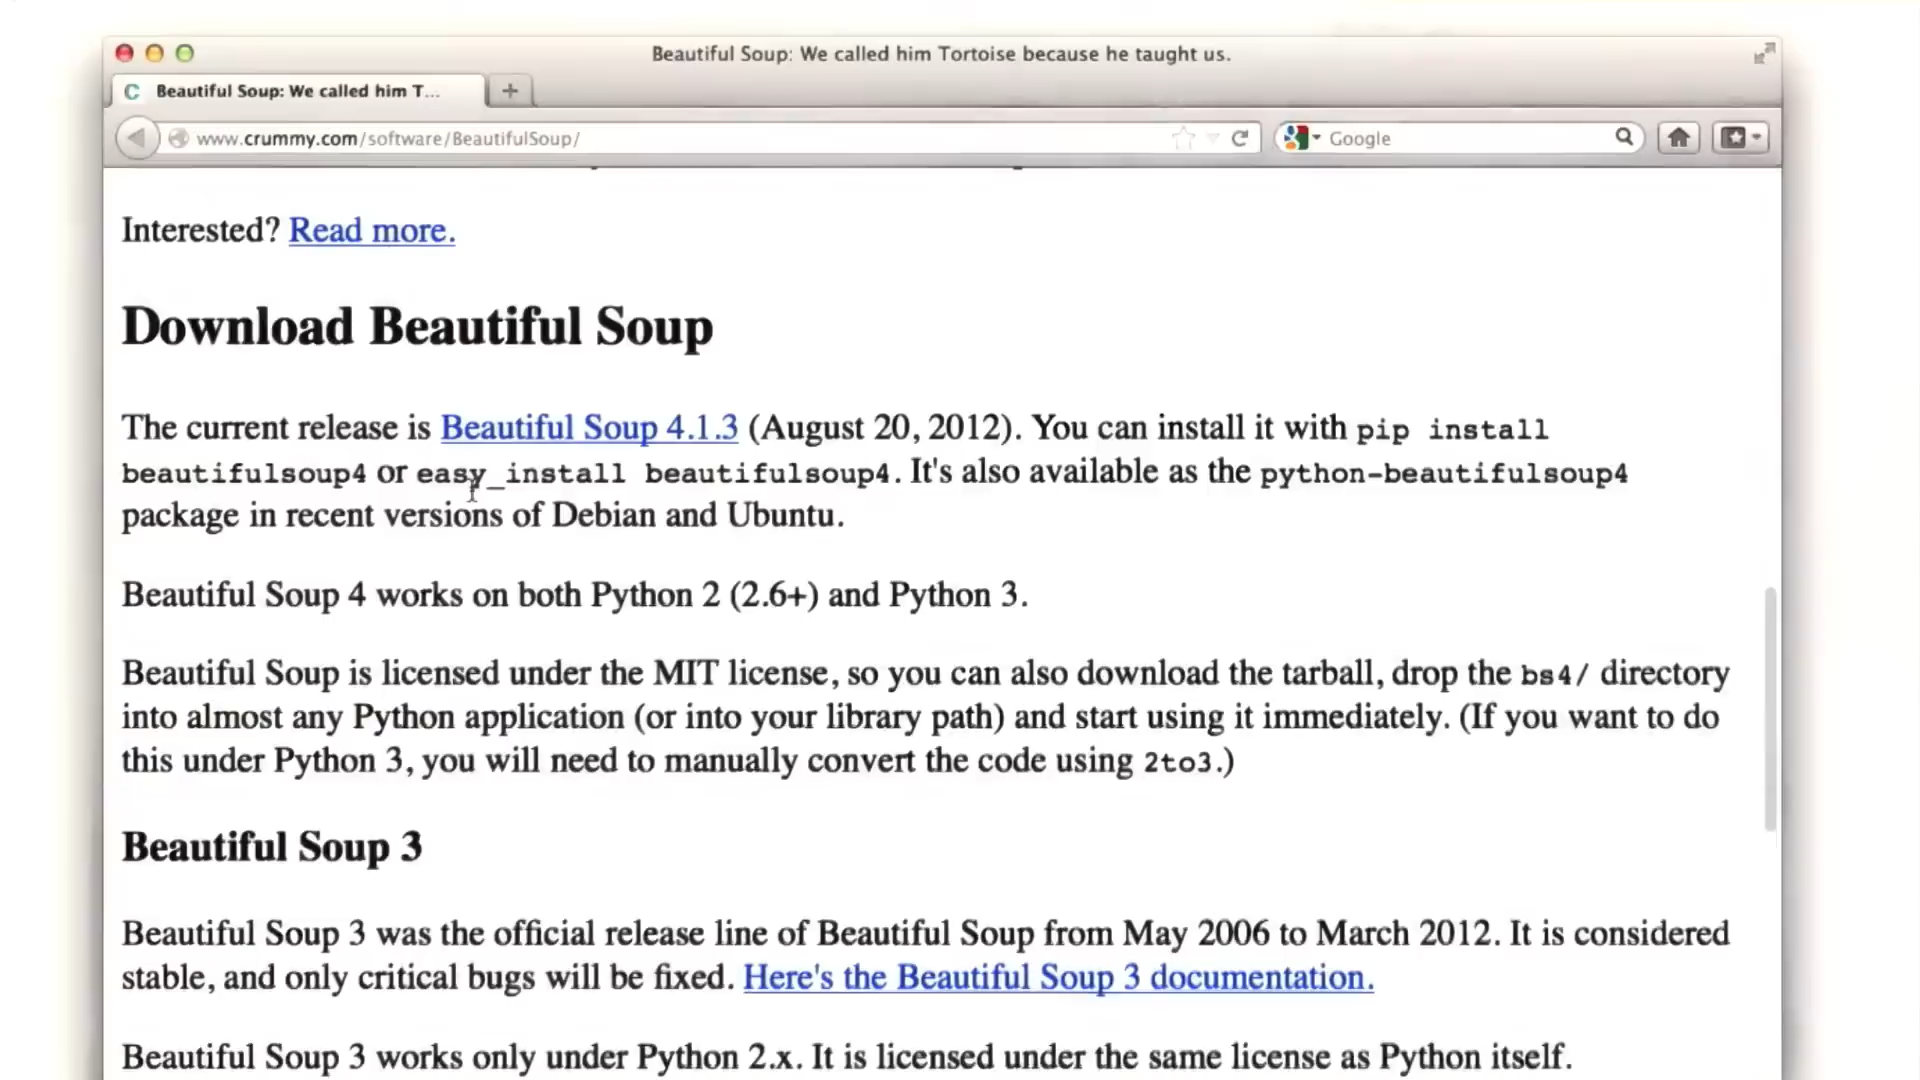 Beautiful Soup: We called him Tortoise because he taught us.
Beautiful Soup: We called him T...
www.crummy.com/software/BeautifulSoup/
Google
Interested? Read more.
Download Beautiful Soup
The current release is Beautiful Soup 4.1.3 (August 20, 2012). You can install it with pip install
beautifulsoup4 or easy_install beautifulsoup4. It's also available as the python-beautifulsoup4
package in recent versions of Debian and Ubuntu.
Beautiful Soup 4 works on both Python 2 (2.6+) and Python 3.
Beautiful Soup is licensed under the MIT license, so you can also download the tarball, drop the bs4/ directory
into almost any Python application (or into your library path) and start using it immediately. (If you want to do
this under Python 3, you will need to manually convert the code using 2to3.)
Beautiful Soup 3
Beautiful Soup 3 was the official release line of Beautiful Soup from May 2006 to March 2012. It is considered
stable, and only critical bugs will be fixed. Here's the Beautiful Soup 3 documentation.
Beautiful Soup 3 works only under Python 2.x. It is licensed under the same license as Python itself.